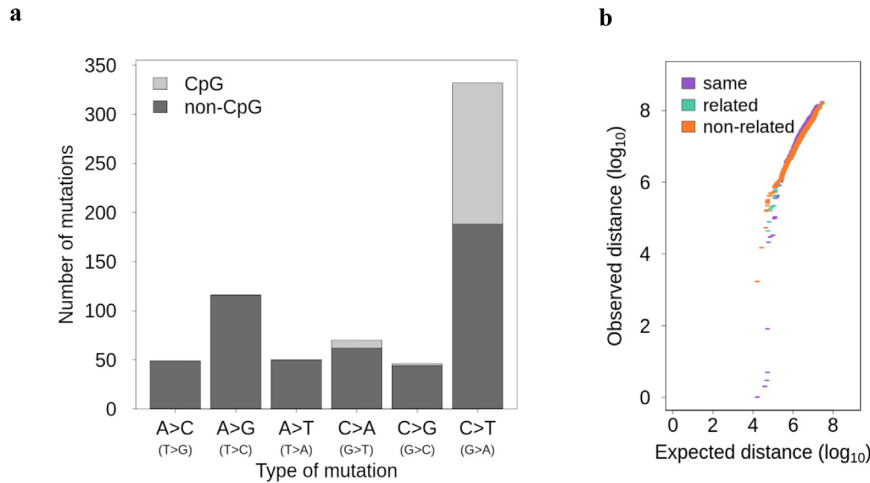 a
350
300
250
200
150
100
50
0
Number of mutations
CpG
non-CpG
A>C A>G A>T C>A C>G C>T
(T>G) (T>C) (T>A) (G>T) (G>C) (G>A)
Type of mutation
b
8
6
4
2
0
Observed distance (log10)
same
related
non-related
0 2 4 6 8
Expected distance (log10)